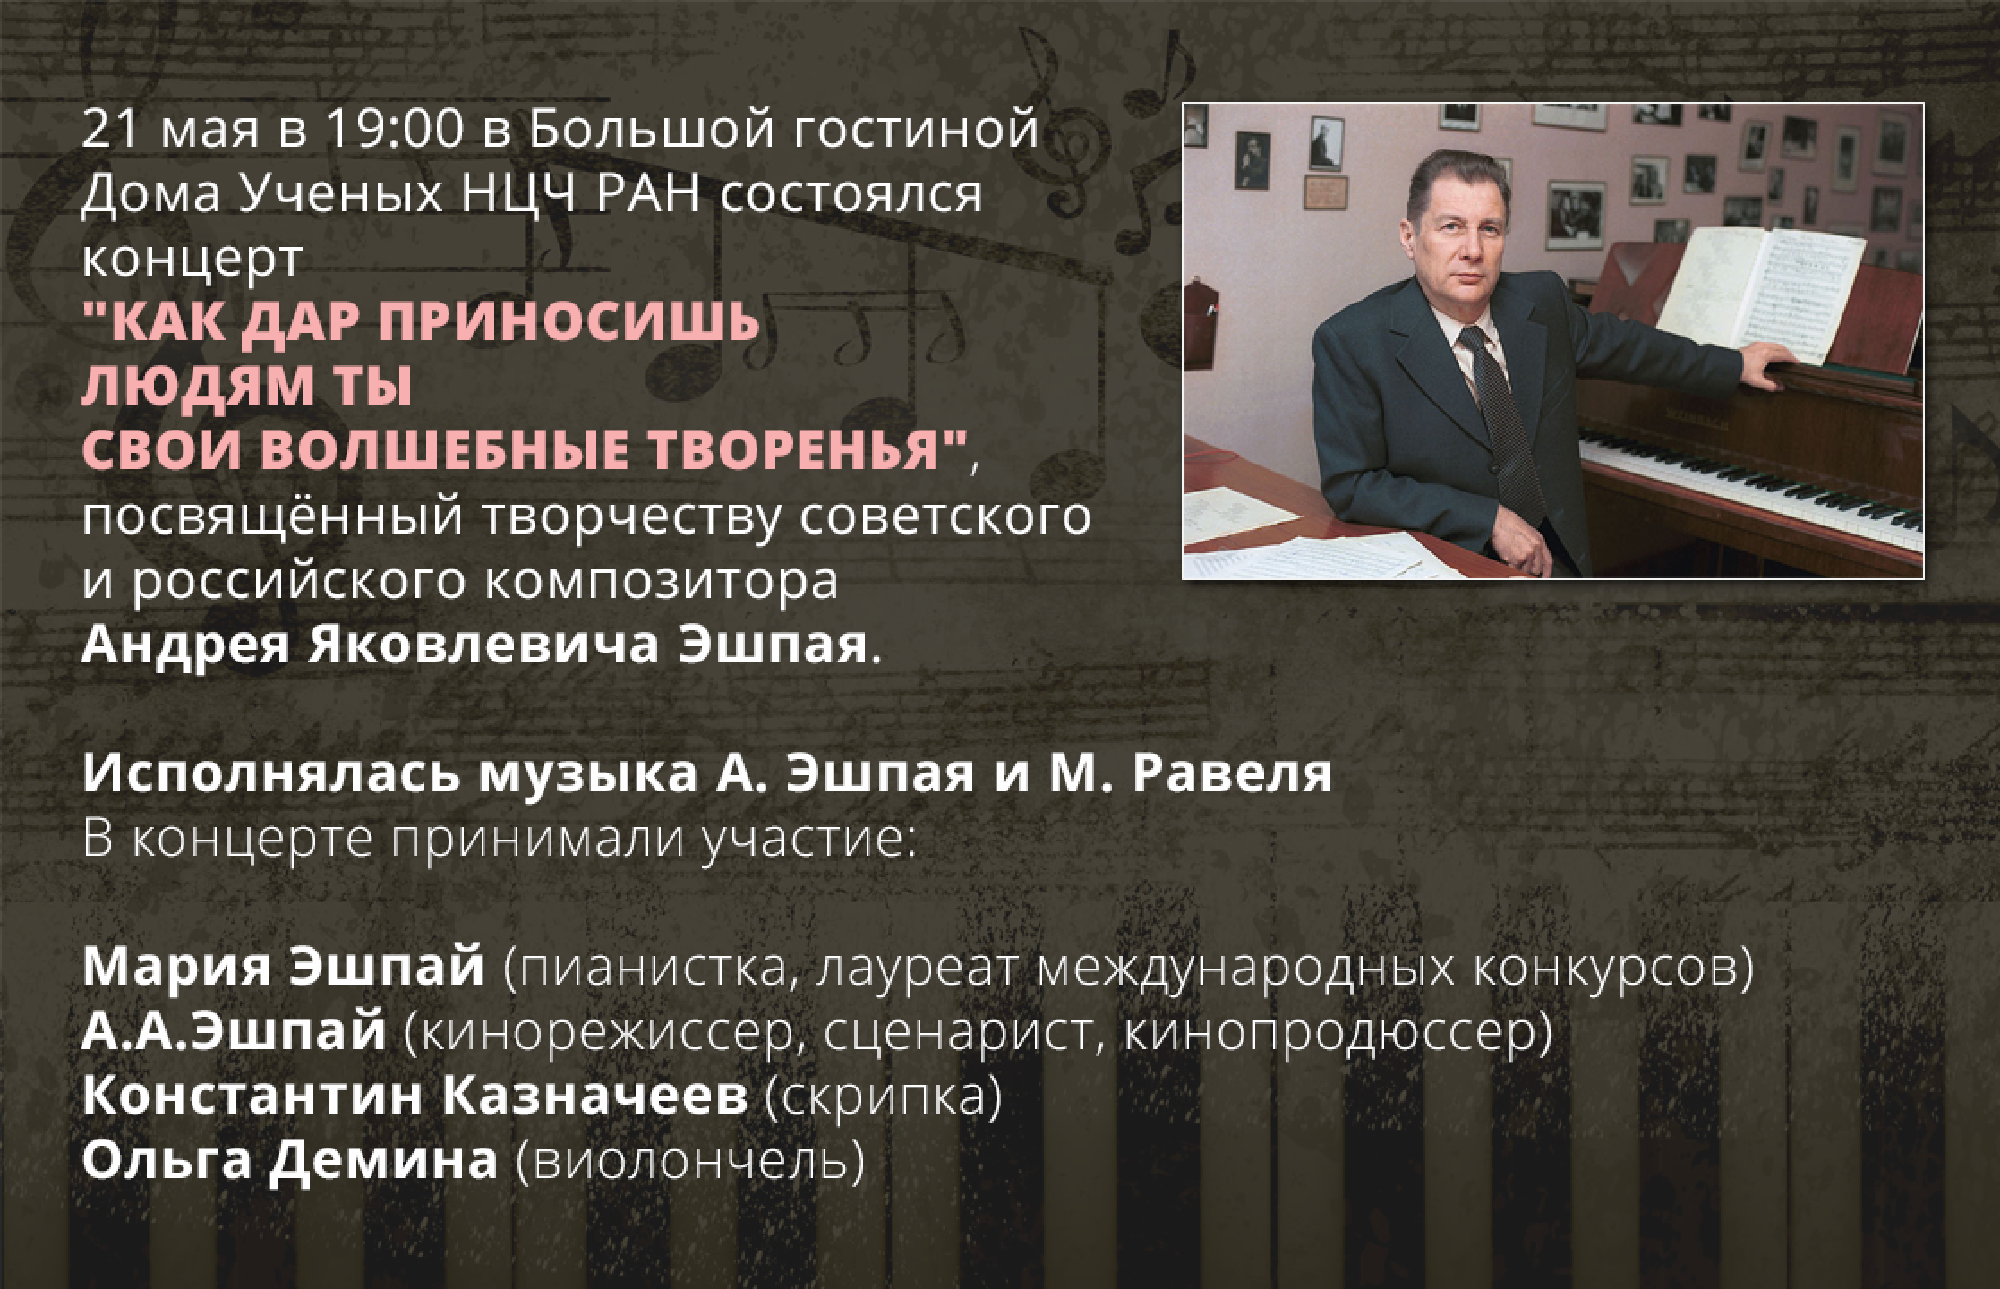 21 мая в 19:00 в Большой гостиной
Дома Ученых НЦЧ РАН состоялся
концерт
"КАК ДАР ПРИНОСИШЬ
ЛЮДЯМ ТЫ
СВОИ ВОЛШЕБНЫЕ ТВОРЕНЬЯ",
посвящённый творчеству советского
и российского композитора
Андрея Яковлевича Эшпая.
Исполнялась музыка А. Эшпая и М. Равеля
В концерте принимали участие:
Мария Эшпай (пианистка, лауреат международных конкурсов)
А.А.Эшпай (кинорежиссер, сценарист, кинопродюссер)
Константин Казначеев (скрипка)
Ольга Демина (виолончель)